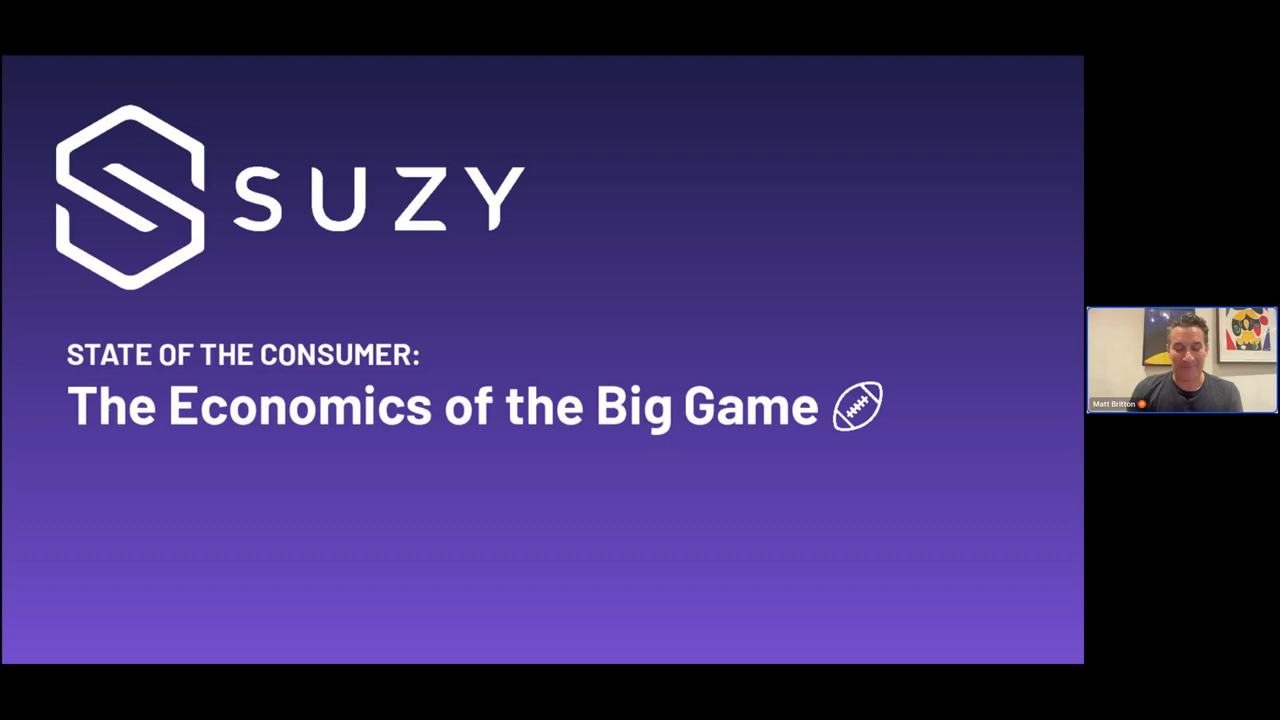 SUZY
STATE OF THE CONSUMER:
The Economics of the Big Game
Matt Britton